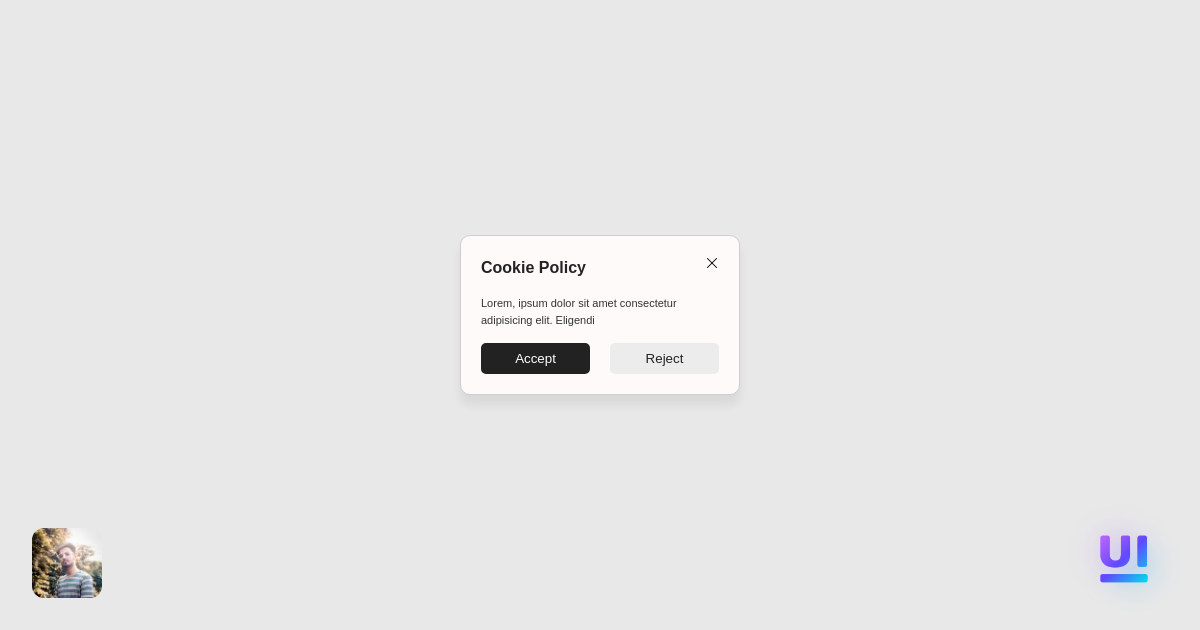 Cookie Policy
Lorem, ipsum dolor sit amet consectetur
adipisicing elit. Eligendi
Accept
Reject
UI